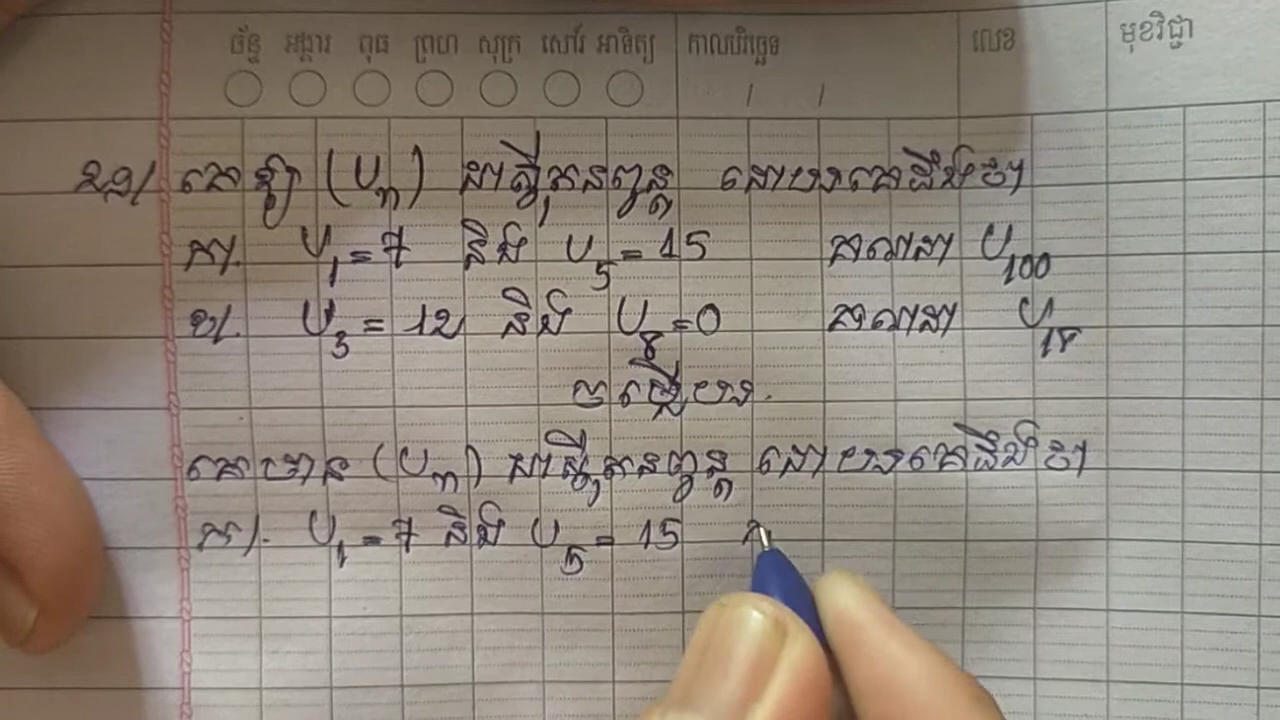 ច័ន្ទ អង្គារ ពុធ ព្រហ សុក្រ សៅរ៍ អាទិត្យ កាលបរិច្ឆេទ / / លេខ មុខវិជ្ជា
គេឱ្យ (Un) ជាស្វ៊ីតនព្វន្ត ដោយគេដឹងថា
ក/. U₁ = 7 និង U₅ = 15 គណនា U₁₀₀
ខ/. U₃ = 12 និង U₈ = 0 គណនា U₁₈
ចម្លើយ.
គេមាន (Un) ជាស្វ៊ីតនព្វន្ត ដោយគេដឹងថា
ក/. U₁ = 7 និង U₅ = 15